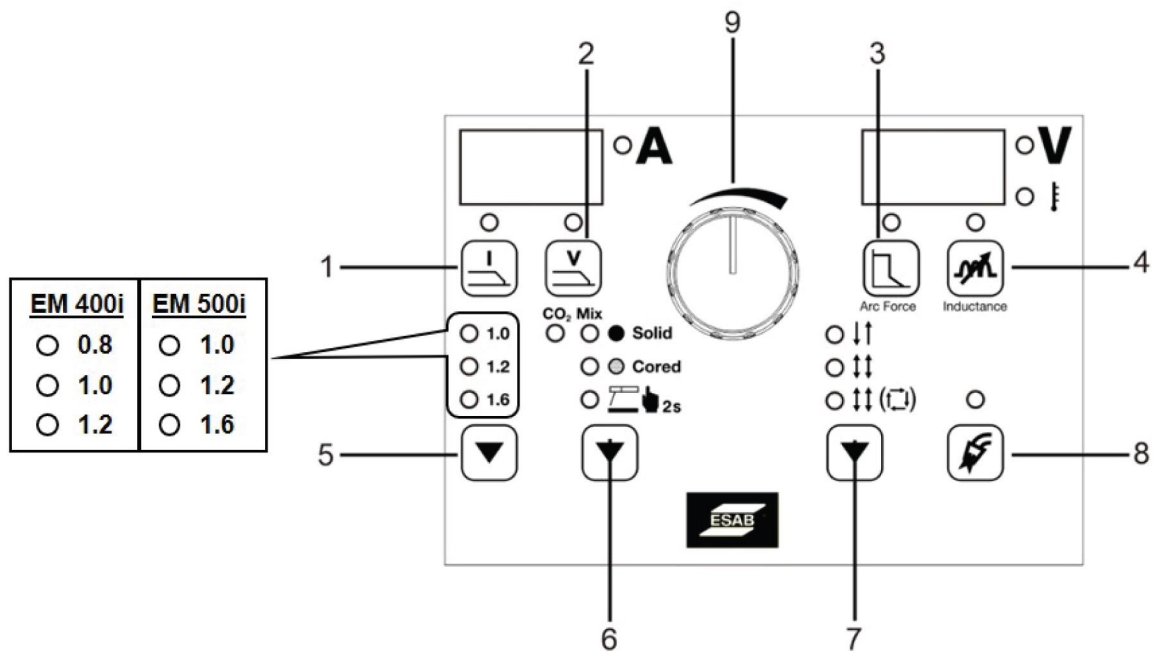 9
2
3
A
V
I
V
1
4
Arc Force
Inductance
EM 400i
EM 500i
0.8
1.0
1.0
1.2
1.2
1.6
CO₂ Mix
1.0
Solid
1.2
Cored
1.6
2s
5
8
ESAB
6
7